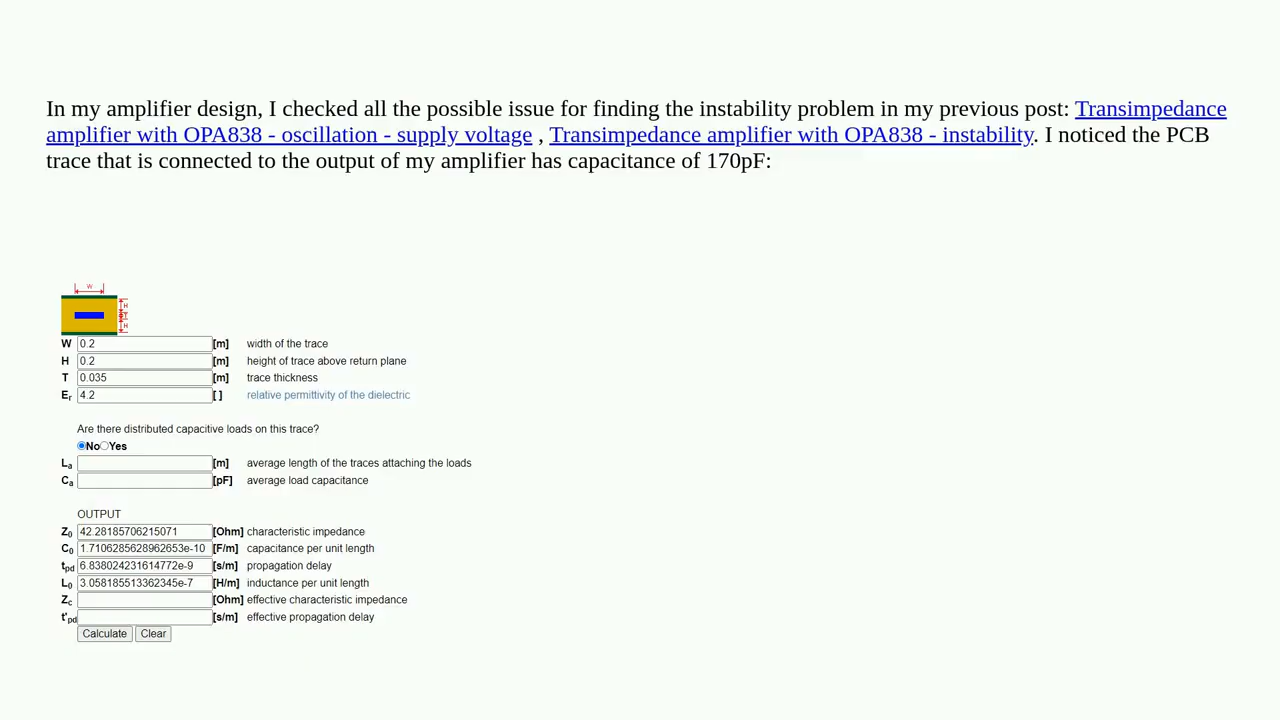 In my amplifier design, I checked all the possible issue for finding the instability problem in my previous post: Transimpedance
amplifier with OPA838 - oscillation - supply voltage , Transimpedance amplifier with OPA838 - instability. I noticed the PCB
trace that is connected to the output of my amplifier has capacitance of 170pF:
W
H
T
H
W 0.2 [m] width of the trace
H 0.2 [m] height of trace above return plane
T 0.035 [m] trace thickness
Er 4.2 [ ] relative permittivity of the dielectric
Are there distributed capacitive loads on this trace?
No Yes
La [m] average length of the traces attaching the loads
Ca [pF] average load capacitance
OUTPUT
Z0 42.28185706215071 [Ohm] characteristic impedance
C0 1.7106285628962653e-10 [F/m] capacitance per unit length
tpd 6.838024231614772e-9 [s/m] propagation delay
L0 3.058185513362345e-7 [H/m] inductance per unit length
Zc [Ohm] effective characteristic impedance
t'pd [s/m] effective propagation delay
Calculate Clear